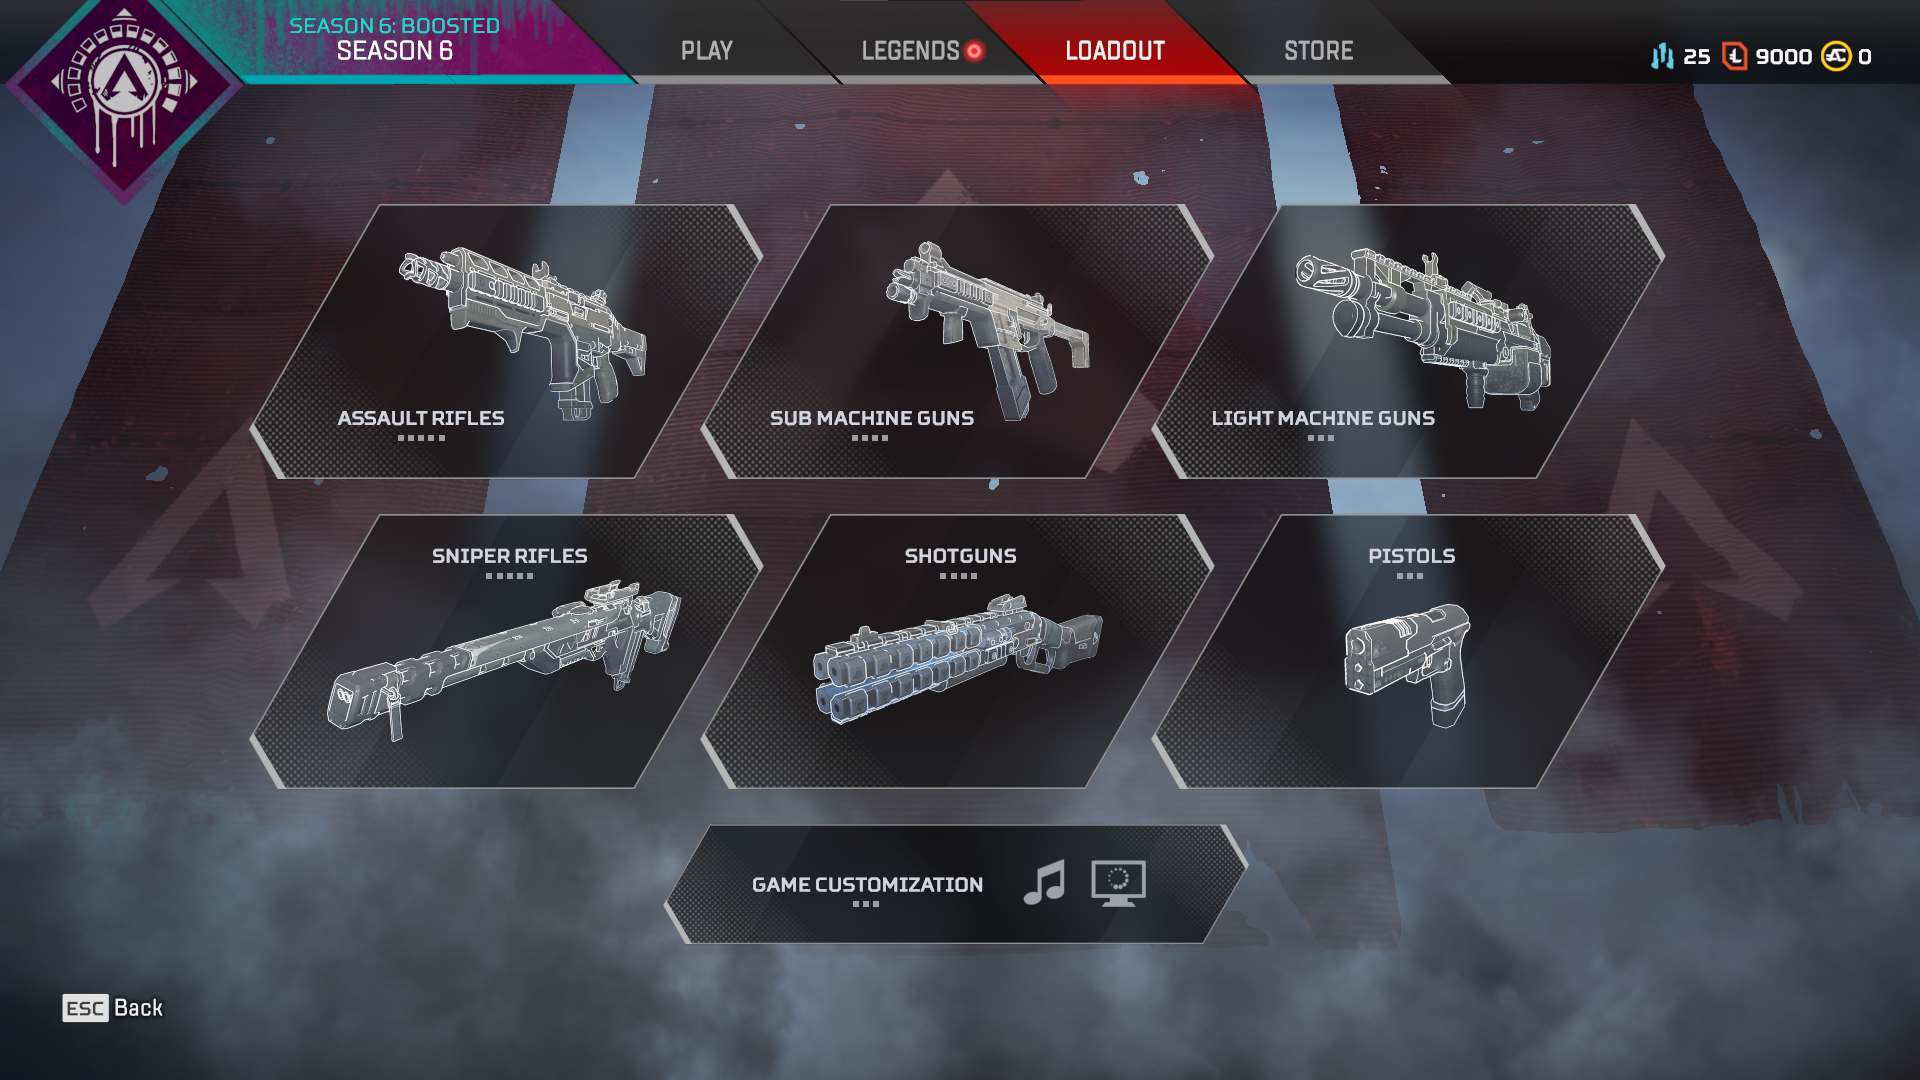 SEASON 6: BOOSTED
SEASON 6
PLAY
LEGENDS
LOADOUT
STORE
25
9000
0
ASSAULT RIFLES
SUB MACHINE GUNS
LIGHT MACHINE GUNS
SNIPER RIFLES
SHOTGUNS
PISTOLS
GAME CUSTOMIZATION
ESC Back